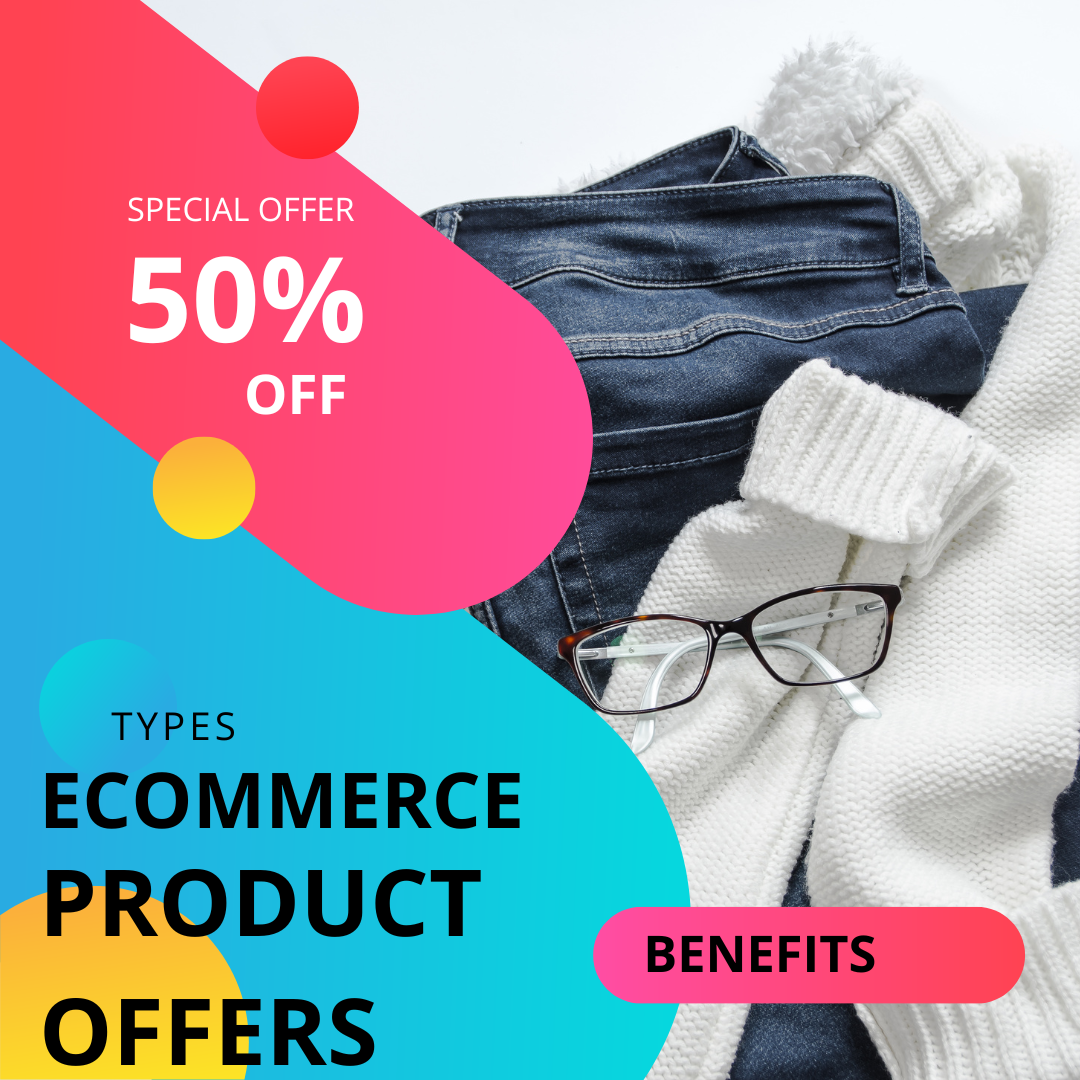 SPECIAL OFFER
50%
OFF
TYPES
ECOMMERCE
PRODUCT
OFFERS
BENEFITS